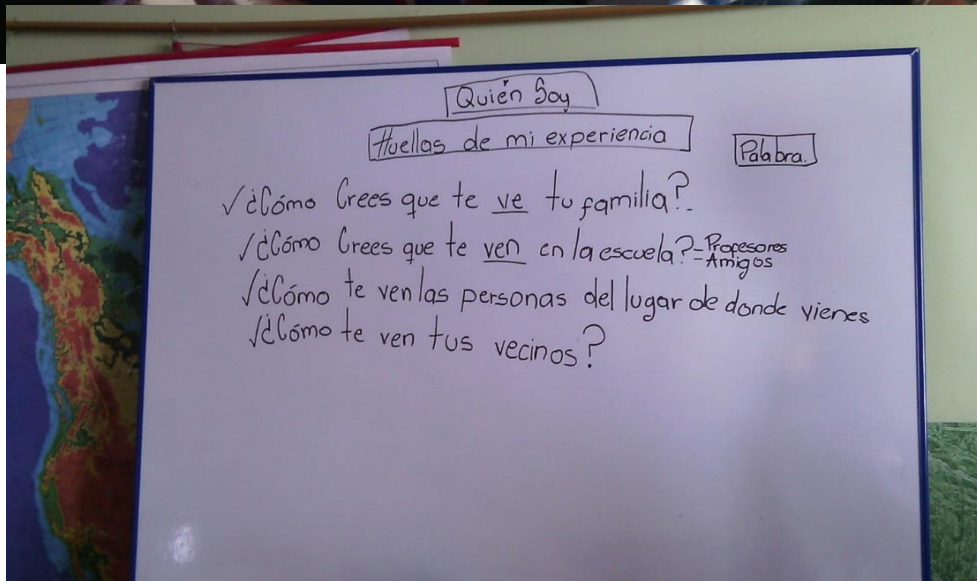 Quién Soy
Huellas de mi experiencia
Palabra.
✓¿Cómo Crees que te ve tu familia?
✓¿Cómo Crees que te ven en la escuela? - Profesores
- Amigos
✓¿Cómo te ven las personas del lugar de donde vienes
✓¿Cómo te ven tus vecinos?